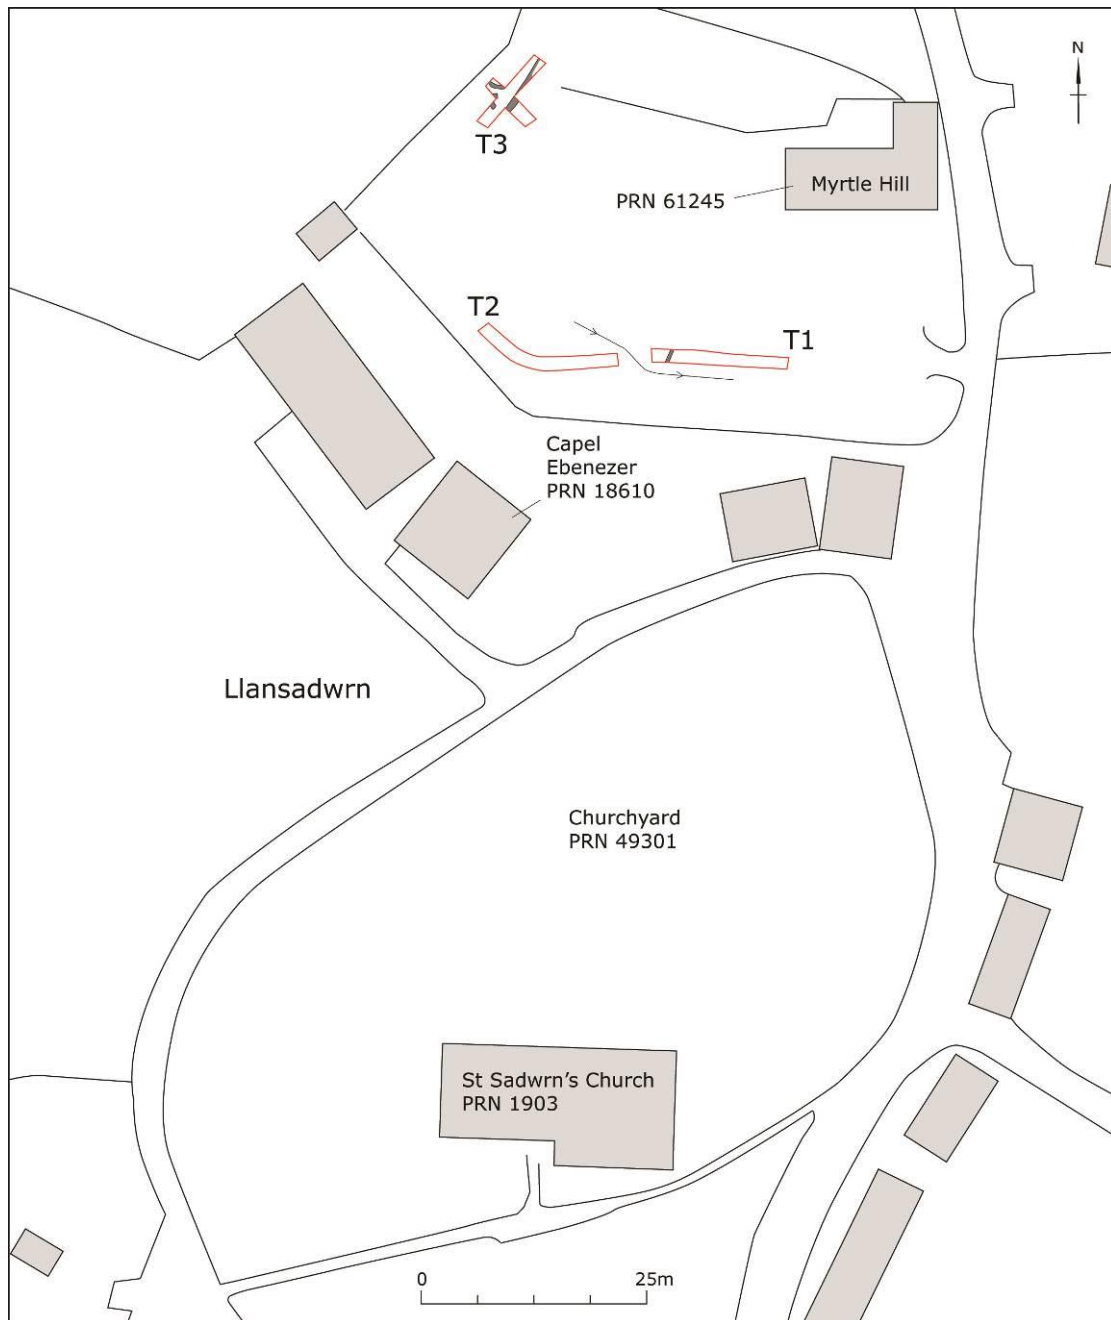 N
T3
Myrtle Hill
PRN 61245
T2
T1
Capel
Ebenezer
PRN 18610
Llansadwrn
Churchyard
PRN 49301
St Sadwrn's Church
PRN 1903
0 25m